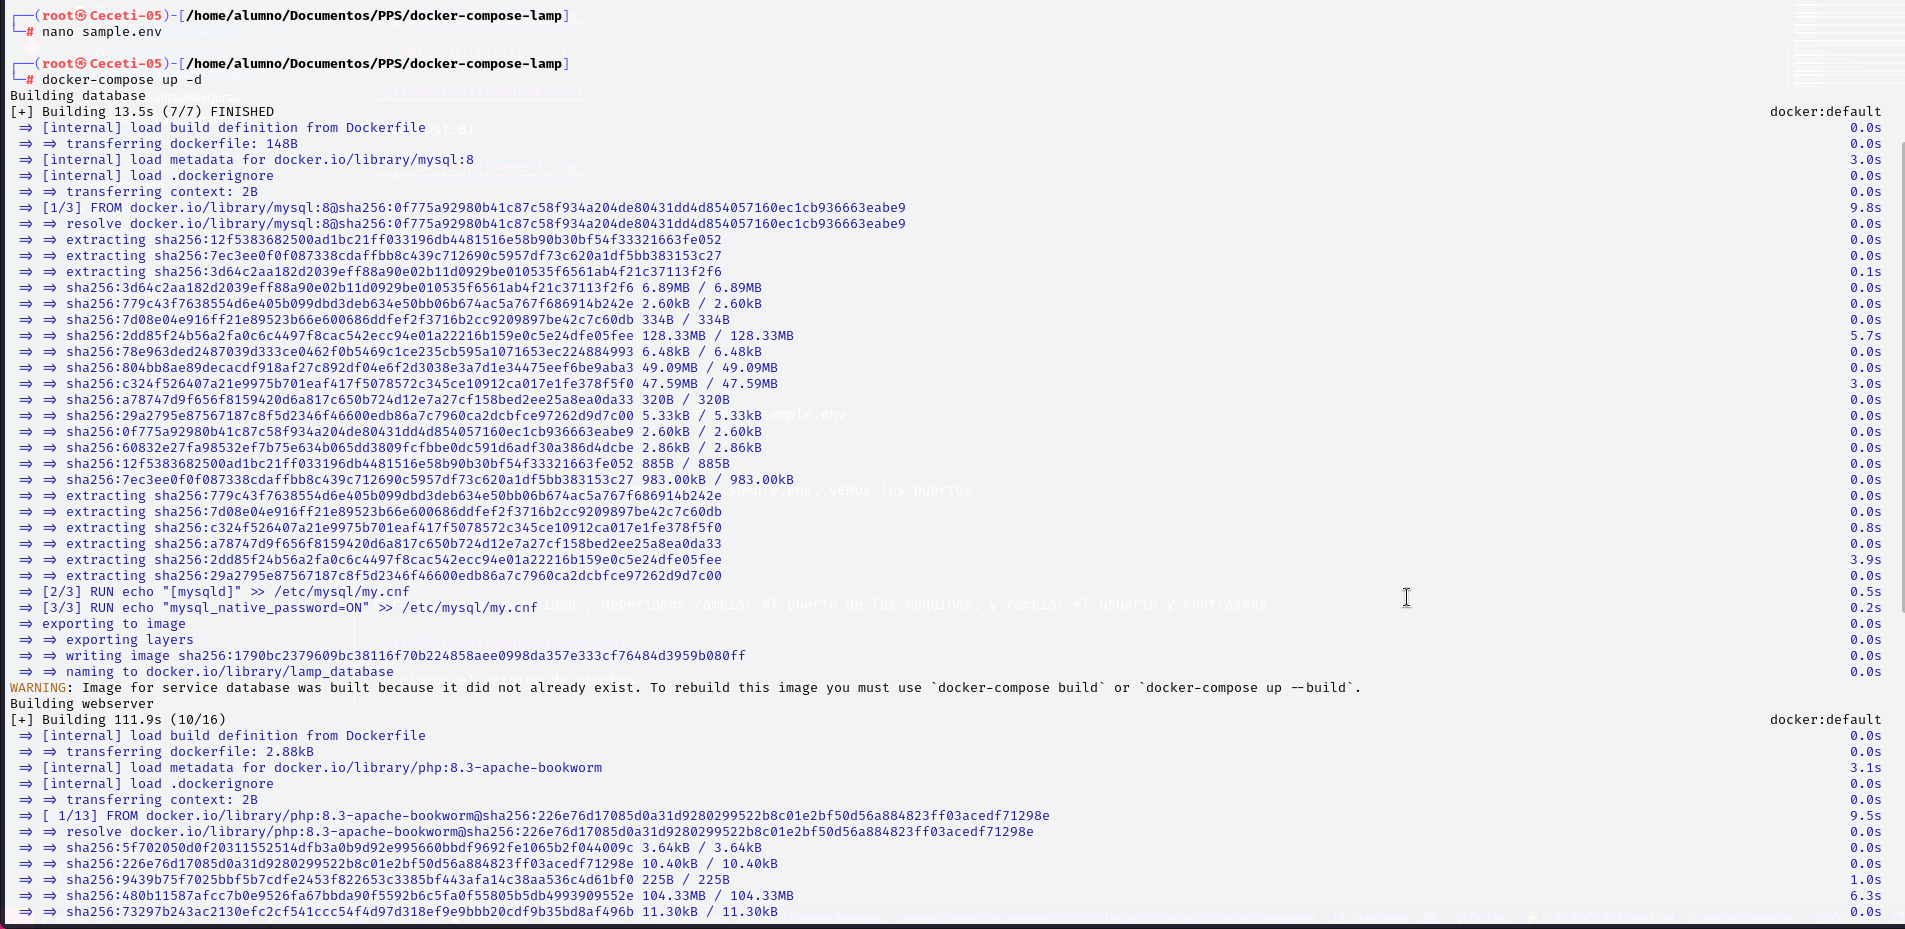 ┌──(root㉿Ceceti-05)-[/home/alumno/Documentos/PPS/docker-compose-lamp]
└─# nano sample.env
┌──(root㉿Ceceti-05)-[/home/alumno/Documentos/PPS/docker-compose-lamp]
└─# docker-compose up -d
Building database
[+] Building 13.5s (7/7) FINISHED docker:default
=> [internal] load build definition from Dockerfile 0.0s
=> => transferring dockerfile: 148B 0.0s
=> [internal] load metadata for docker.io/library/mysql:8 3.0s
=> [internal] load .dockerignore 0.0s
=> => transferring context: 2B 0.0s
=> [1/3] FROM docker.io/library/mysql:8@sha256:0f775a92980b41c87c58f934a204de80431dd4d854057160ec1cb936663eabe9 9.8s
=> => resolve docker.io/library/mysql:8@sha256:0f775a92980b41c87c58f934a204de80431dd4d854057160ec1cb936663eabe9 0.0s
=> => extracting sha256:12f5383682500ad1bc21ff033196db4481516e58b90b30bf54f33321663fe052 0.0s
=> => extracting sha256:7ec3ee0f0f087338cdaffbb8c439c712690c5957df73c620a1df5bb383153c27 0.0s
=> => extracting sha256:3d64c2aa182d2039eff88a90e02b11d0929be010535f6561ab4f21c37113f2f6 0.1s
=> => sha256:3d64c2aa182d2039eff88a90e02b11d0929be010535f6561ab4f21c37113f2f6 6.89MB / 6.89MB 0.0s
=> => sha256:779c43f7638554d6e405b099dbd3deb634e50bb06b674ac5a767f686914b242e 2.60kB / 2.60kB 0.0s
=> => sha256:7d08e04e916ff21e89523b66e600686ddfef2f3716b2cc9209897be42c7c60db 334B / 334B 0.0s
=> => sha256:2dd85f24b56a2fa0c6c4497f8cac542ecc94e01a22216b159e0c5e24dfe05fee 128.33MB / 128.33MB 5.7s
=> => sha256:78e963ded2487039d333ce0462f0b5469c1ce235cb595a1071653ec224884993 6.48kB / 6.48kB 0.0s
=> => sha256:804bb8ae89decacdf918af27c892df04e6f2d3038e3a7d1e34475eef6be9aba3 49.09MB / 49.09MB 0.0s
=> => sha256:c324f526407a21e9975b701eaf417f5078572c345ce10912ca017e1fe378f5f0 47.59MB / 47.59MB 3.0s
=> => sha256:a78747d9f656f8159420d6a817c650b724d12e7a27cf158bed2ee25a8ea0da33 320B / 320B 0.0s
=> => sha256:29a2795e87567187c8f5d2346f46600edb86a7c7960ca2dcbfce97262d9d7c00 5.33kB / 5.33kB 0.0s
=> => sha256:0f775a92980b41c87c58f934a204de80431dd4d854057160ec1cb936663eabe9 2.60kB / 2.60kB 0.0s
=> => sha256:60832e27fa98532ef7b75e634b065dd3809fcfbbe0dc591d6adf30a386d4dcbe 2.86kB / 2.86kB 0.0s
=> => sha256:12f5383682500ad1bc21ff033196db4481516e58b90b30bf54f33321663fe052 885B / 885B 0.0s
=> => sha256:7ec3ee0f0f087338cdaffbb8c439c712690c5957df73c620a1df5bb383153c27 983.00kB / 983.00kB 0.0s
=> => extracting sha256:779c43f7638554d6e405b099dbd3deb634e50bb06b674ac5a767f686914b242e 0.0s
=> => extracting sha256:7d08e04e916ff21e89523b66e600686ddfef2f3716b2cc9209897be42c7c60db 0.0s
=> => extracting sha256:c324f526407a21e9975b701eaf417f5078572c345ce10912ca017e1fe378f5f0 0.8s
=> => extracting sha256:a78747d9f656f8159420d6a817c650b724d12e7a27cf158bed2ee25a8ea0da33 0.0s
=> => extracting sha256:2dd85f24b56a2fa0c6c4497f8cac542ecc94e01a22216b159e0c5e24dfe05fee 3.9s
=> => extracting sha256:29a2795e87567187c8f5d2346f46600edb86a7c7960ca2dcbfce97262d9d7c00 0.0s
=> [2/3] RUN echo "[mysqld]" >> /etc/mysql/my.cnf 0.5s
=> [3/3] RUN echo "mysql_native_password=ON" >> /etc/mysql/my.cnf 0.2s
=> exporting to image 0.0s
=> => exporting layers 0.0s
=> => writing image sha256:1790bc2379609bc38116f70b224858aee0998da357e333cf76484d3959b080ff 0.0s
=> => naming to docker.io/library/lamp_database 0.0s
WARNING: Image for service database was built because it did not already exist. To rebuild this image you must use `docker-compose build` or `docker-compose up --build`.
Building webserver
[+] Building 111.9s (10/16) docker:default
=> [internal] load build definition from Dockerfile 0.0s
=> => transferring dockerfile: 2.88kB 0.0s
=> [internal] load metadata for docker.io/library/php:8.3-apache-bookworm 3.1s
=> [internal] load .dockerignore 0.0s
=> => transferring context: 2B 0.0s
=> [ 1/13] FROM docker.io/library/php:8.3-apache-bookworm@sha256:226e76d17085d0a31d9280299522b8c01e2bf50d56a884823ff03acedf71298e 9.5s
=> => resolve docker.io/library/php:8.3-apache-bookworm@sha256:226e76d17085d0a31d9280299522b8c01e2bf50d56a884823ff03acedf71298e 0.0s
=> => sha256:5f702050d0f20311552514dfb3a0b9d92e995660bbdf9692fe1065b2f044009c 3.64kB / 3.64kB 0.0s
=> => sha256:226e76d17085d0a31d9280299522b8c01e2bf50d56a884823ff03acedf71298e 10.40kB / 10.40kB 0.0s
=> => sha256:9439b75f7025bbf5b7cdfe2453f822653c3385bf443afa14c38aa536c4d61bf0 225B / 225B 1.0s
=> => sha256:480b11587afcc7b0e9526fa67bbda90f5592b6c5fa0f55805b5db4993909552e 104.33MB / 104.33MB 6.3s
=> => sha256:73297b243ac2130efc2cf541ccc54f4d97d318ef9e9bbb20cdf9b35bd8af496b 11.30kB / 11.30kB 0.0s